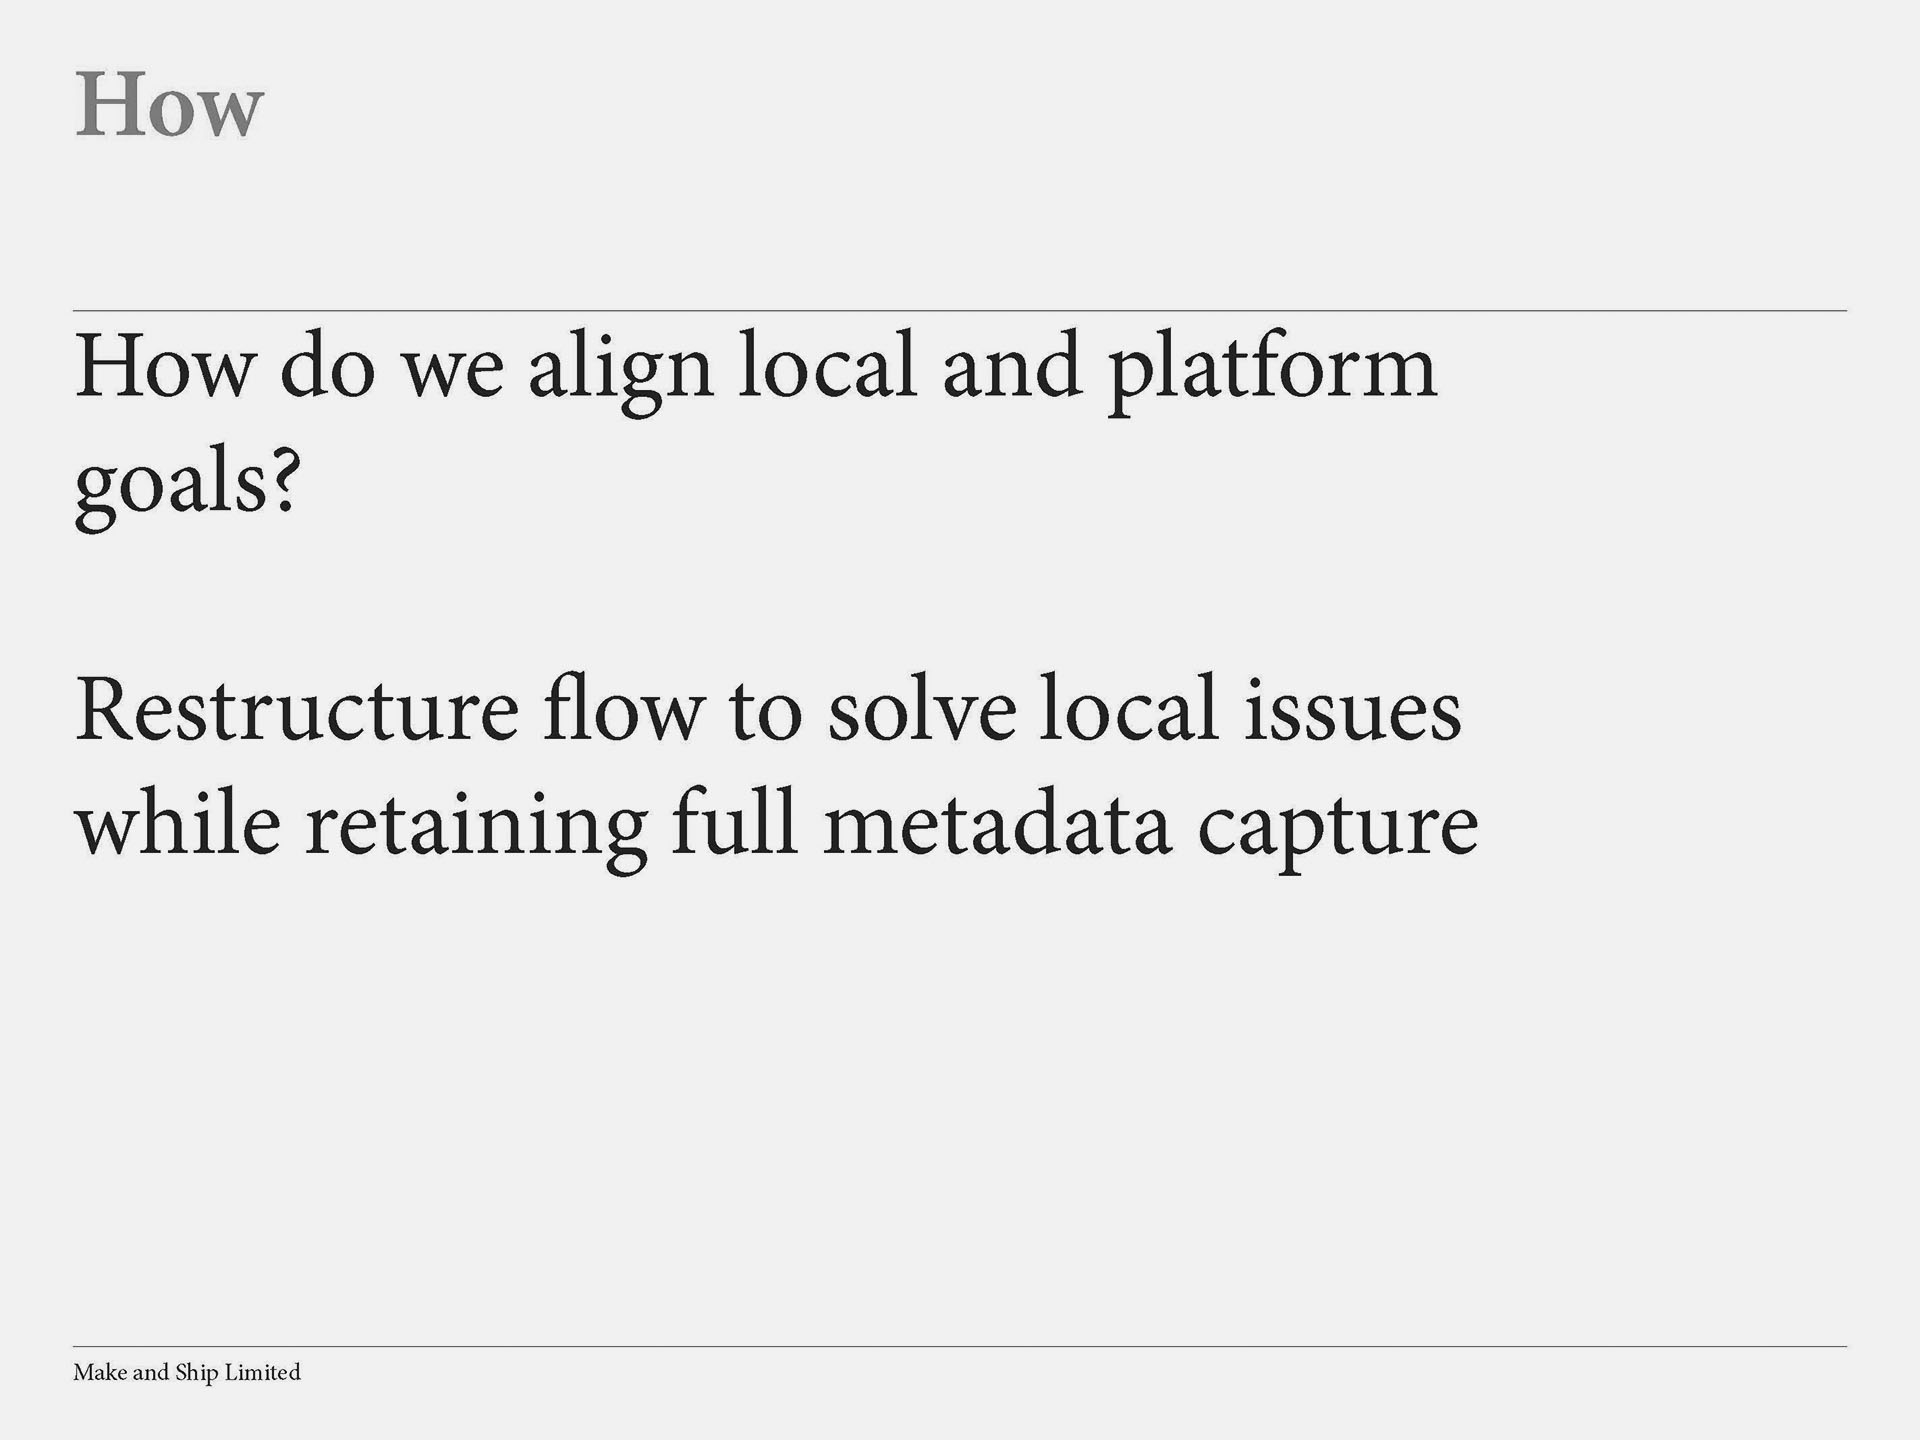 How
How do we align local and platform
goals?
Restructure flow to solve local issues
while retaining full metadata capture
Make and Ship Limited